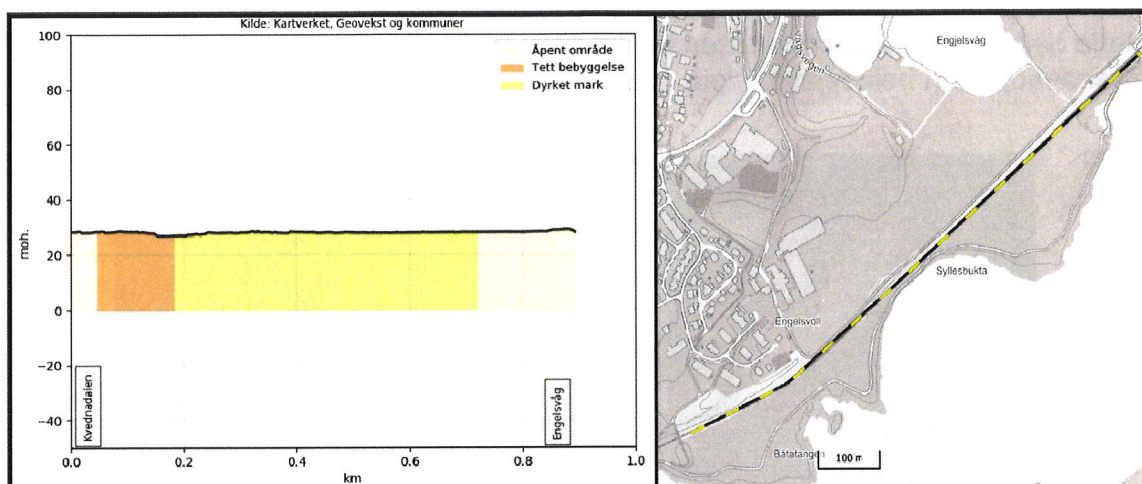 Kilde: Kartverket, Geovekst og kommuner
100
80
60
40
20
0
−20
−40
moh.
Åpent område
Tett bebyggelse
Dyrket mark
Kvednadalen
Engelsvåg
0.0 0.2 0.4 0.6 0.8 1.0
km
Engjelsvåg
Syllesbukta
Engelsvoll
Båtatangen
100 m